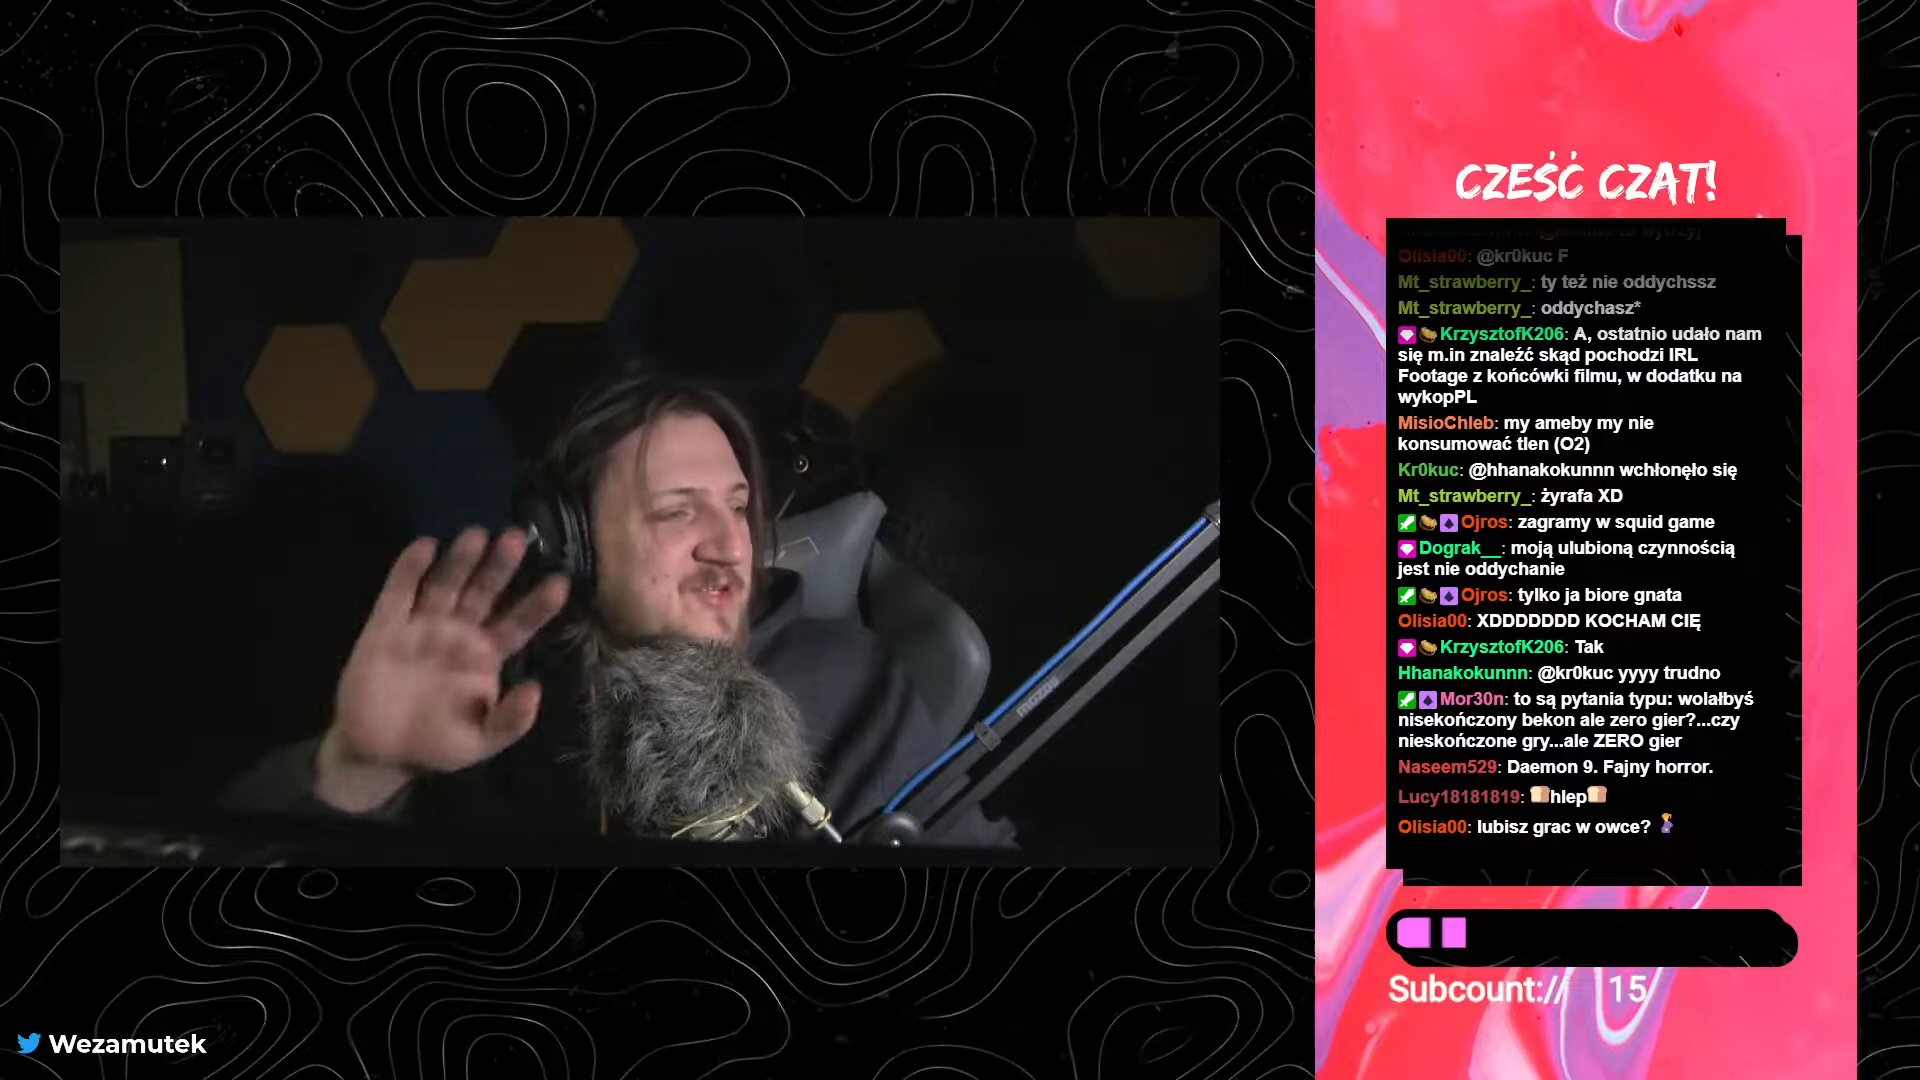 CZEŚĆ CZAT!
Olisia00: @kr0kuc F
Mt_strawberry_: ty też nie oddychssz
Mt_strawberry_: oddychasz*
KrzysztofK206: A, ostatnio udało nam
się m.in znaleźć skąd pochodzi IRL
Footage z końcówki filmu, w dodatku na
wykopPL
MisioChleb: my ameby my nie
konsumować tlen (O2)
Kr0kuc: @hhanakokunnn wchłonęło się
Mt_strawberry_: żyrafa XD
Ojros: zagramy w squid game
Dograk__: moją ulubioną czynnością
jest nie oddychanie
Ojros: tylko ja biore gnata
Olisia00: XDDDDDDD KOCHAM CIĘ
KrzysztofK206: Tak
Hhanakokunnn: @kr0kuc yyyy trudno
Mor30n: to są pytania typu: wolałbyś
nisekończony bekon ale zero gier?...czy
nieskończone gry...ale ZERO gier
Naseem529: Daemon 9. Fajny horror.
Lucy18181819: hlep
Olisia00: lubisz grac w owce?
Subcount:// 15
mozos
Wezamutek